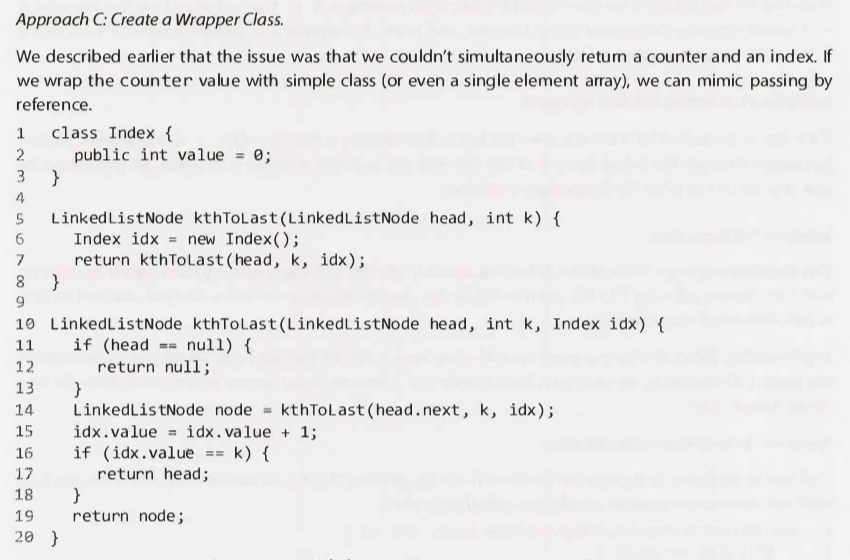 Approach C: Create a Wrapper Class.
We described earlier that the issue was that we couldn't simultaneously return a counter and an index. If
we wrap the counter value with simple class (or even a single element array), we can mimic passing by
reference.
1 class Index {
2 public int value = 0;
3 }
4
5 LinkedListNode kthToLast(LinkedListNode head, int k) {
6 Index idx = new Index();
7 return kthToLast(head, k, idx);
8 }
9
10 LinkedListNode kthToLast(LinkedListNode head, int k, Index idx) {
11 if (head == null) {
12 return null;
13 }
14 LinkedListNode node = kthToLast(head.next, k, idx);
15 idx.value = idx.value + 1;
16 if (idx.value == k) {
17 return head;
18 }
19 return node;
20 }